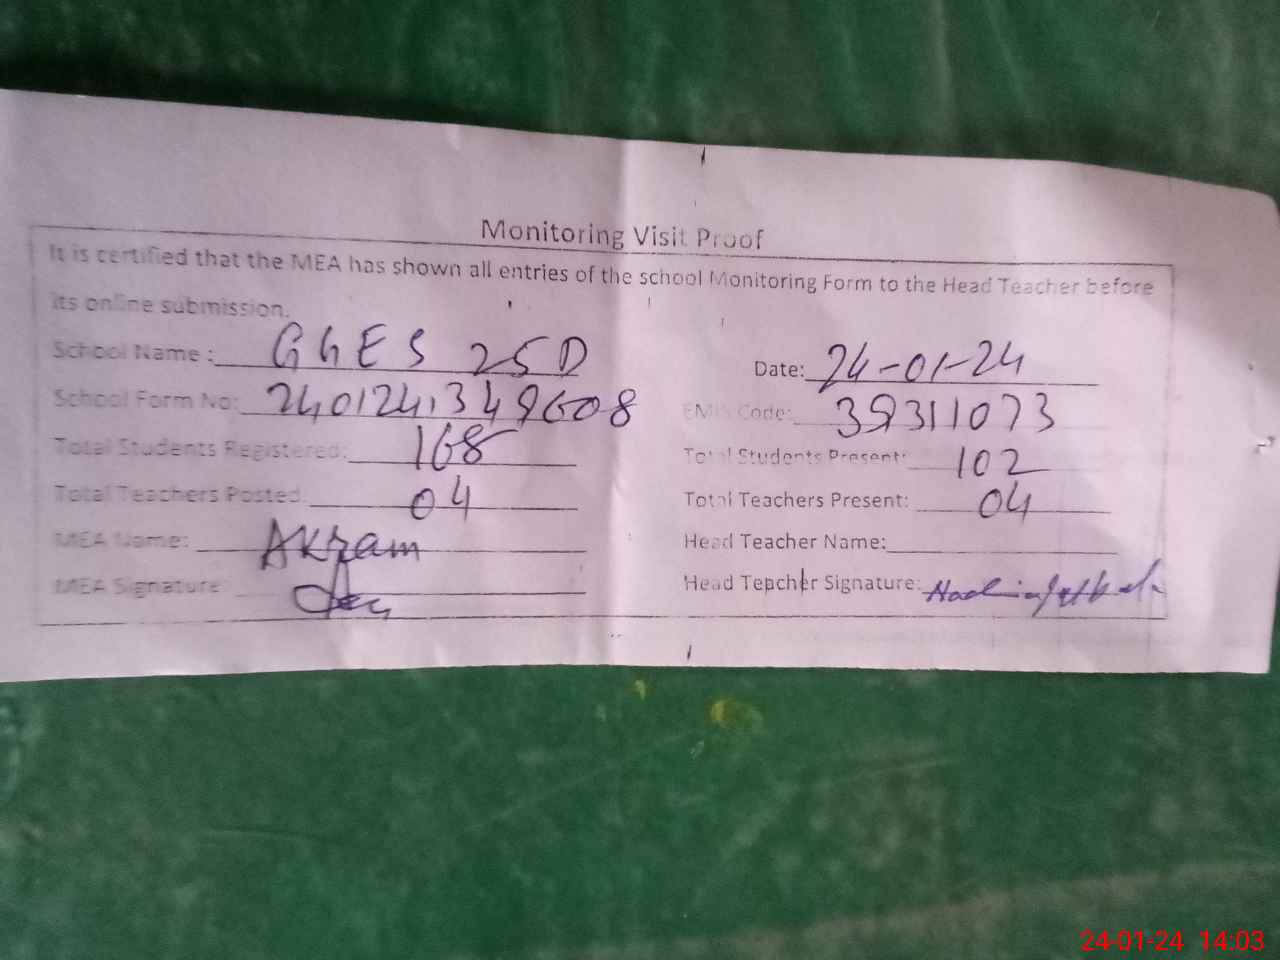 Monitoring Visit Proof
It is certified that the MEA has shown all entries of the school Monitoring Form to the Head Teacher before
its online submission.
School Name : GGES 25D Date: 24-01-24
School Form No: 2401241349608 EMIS Code: 39311073
Total Students Registered: 168 Total Students Present: 102
Total Teachers Posted: 04 Total Teachers Present: 04
MEA Name: Akram Head Teacher Name:
MEA Signature: Head Teacher Signature:
24-01-24 14:03